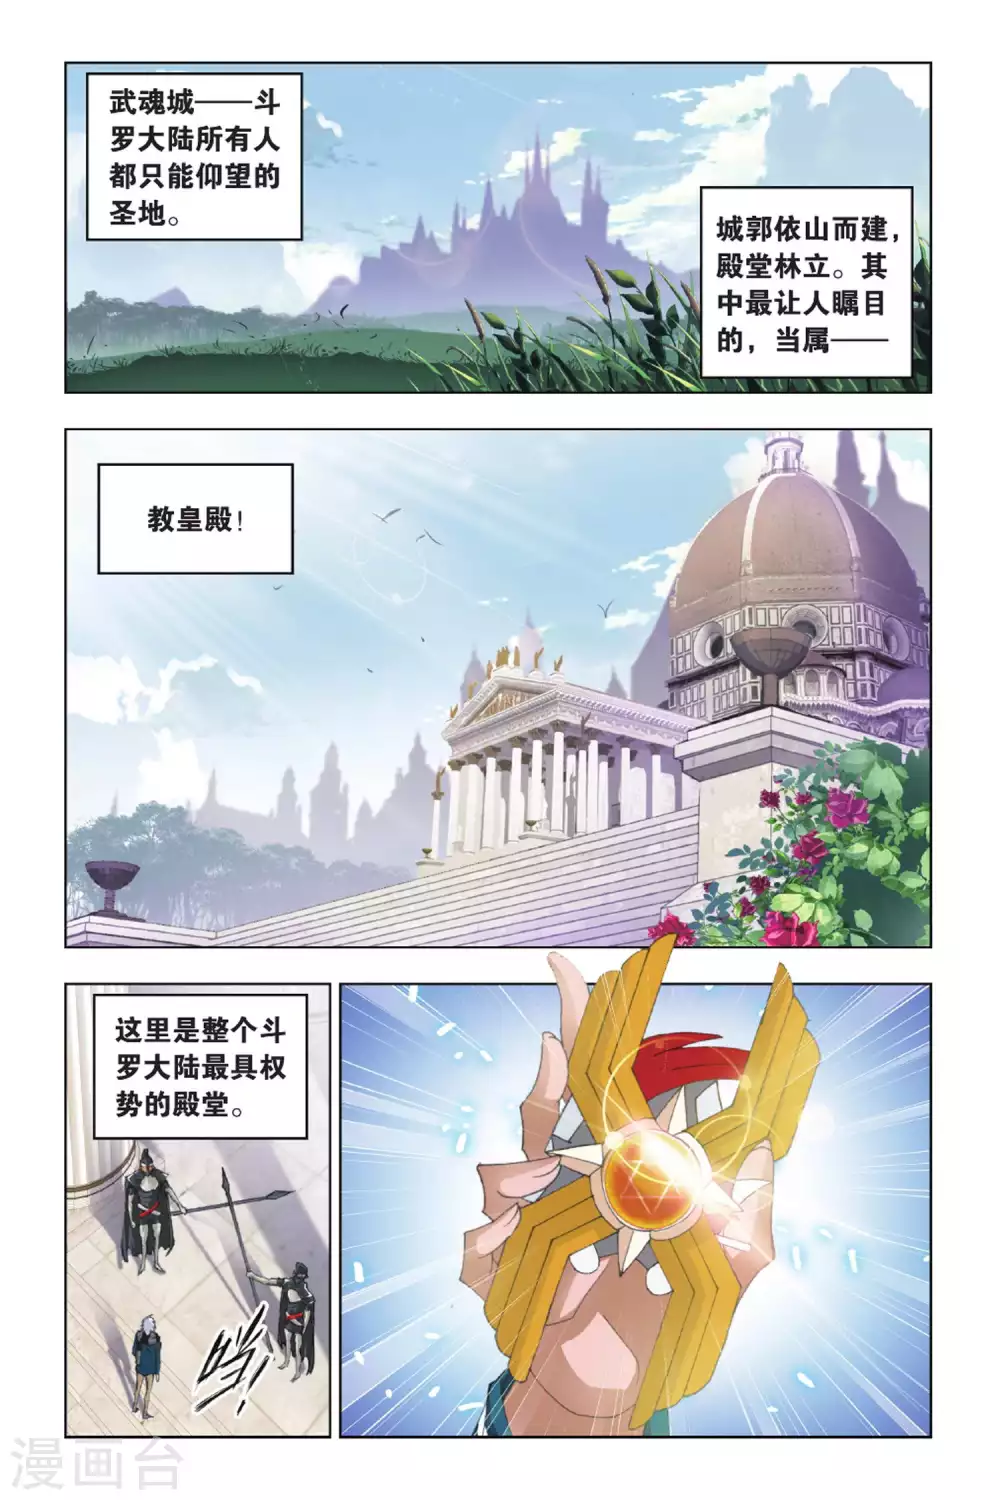 武魂城——斗
罗大陆所有人
都只能仰望的
圣地。
城郭依山而建，
殿堂林立。其
中最让人瞩目
的，当属——
教皇殿！
这里是整个斗
罗大陆最具权
势的殿堂。
漫画台